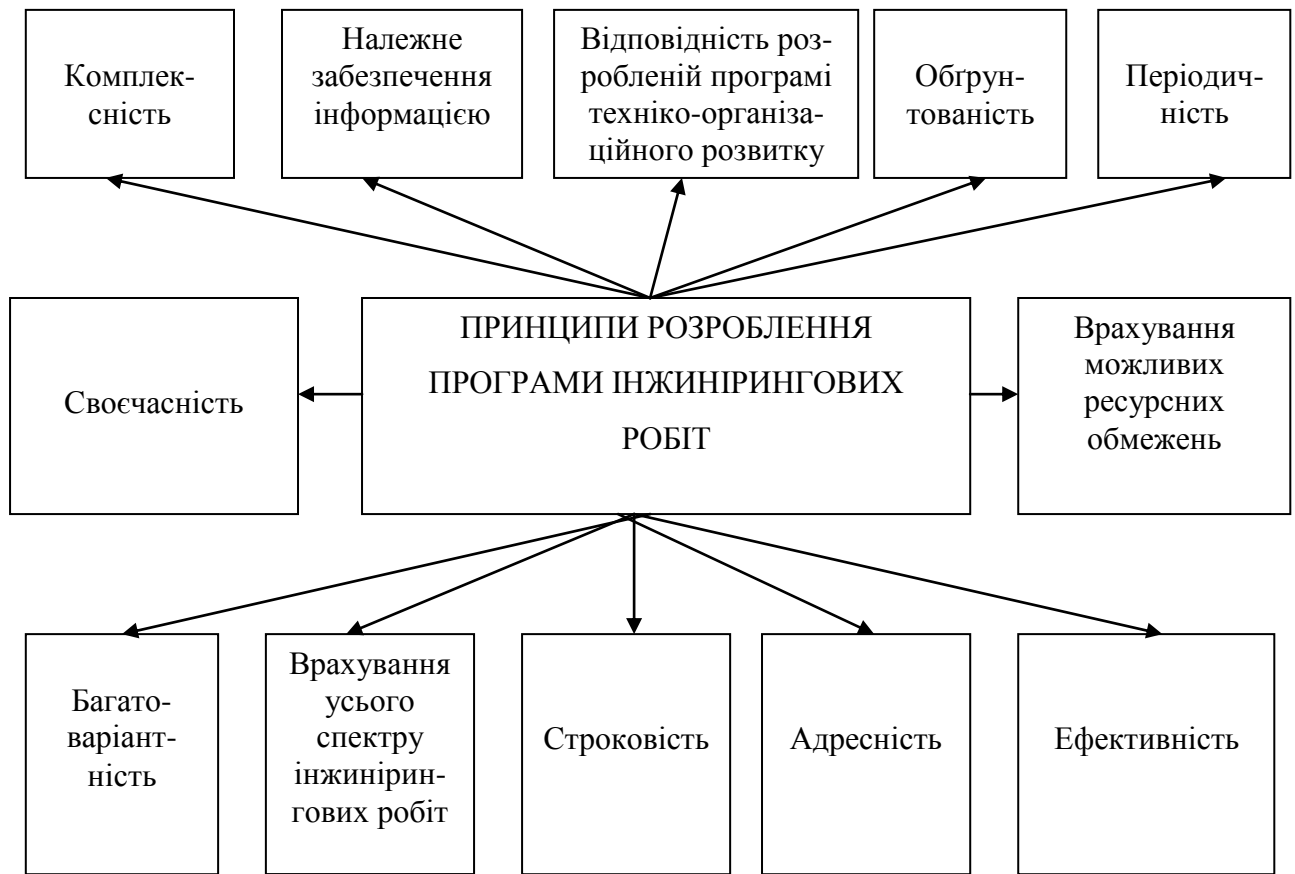 Комплек-
сність
Належне
забезпечення
інформацією
Відповідність роз-
робленій програмі
техніко-організа-
ційного розвитку
Обґрун-
тованість
Періодич-
ність
Своєчасність
ПРИНЦИПИ РОЗРОБЛЕННЯ
ПРОГРАМИ ІНЖИНІРИНГОВИХ
РОБІТ
Врахування
можливих
ресурсних
обмежень
Багато-
варіант-
ність
Врахування
усього
спектру
інжинірин-
гових робіт
Строковість
Адресність
Ефективність